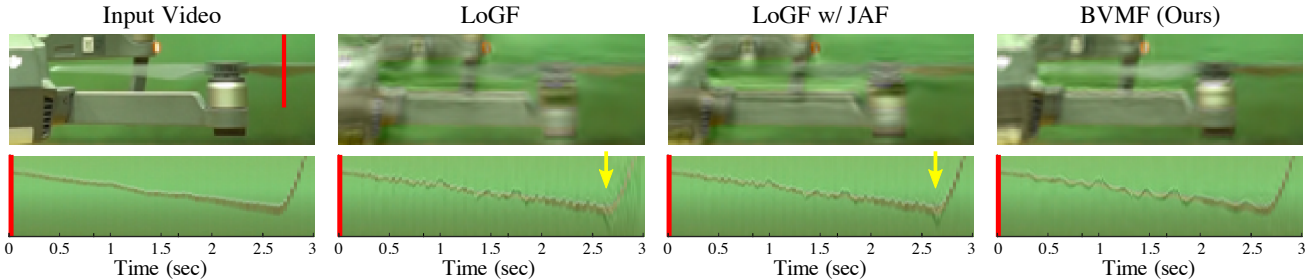 Input Video
LoGF
LoGF w/ JAF
BVMF (Ours)
0 0.5 1 1.5 2 2.5 3
0 0.5 1 1.5 2 2.5 3
0 0.5 1 1.5 2 2.5 3
0 0.5 1 1.5 2 2.5 3
Time (sec)
Time (sec)
Time (sec)
Time (sec)